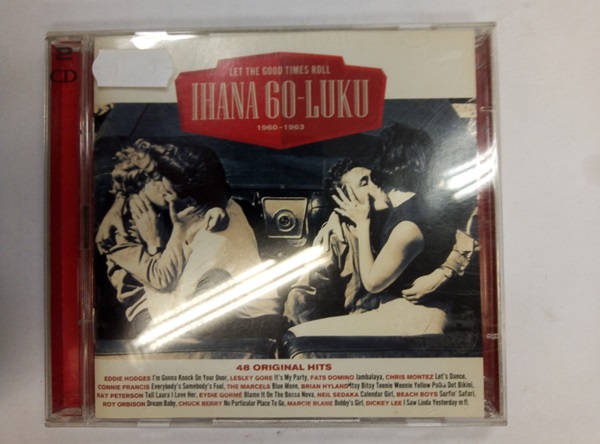 2
CD
LET THE GOOD TIMES ROLL
IHANA 60-LUKU
1960-1963
48 ORIGINAL HITS
EDDIE HODGES I'm Gonna Knock On Your Door, LESLEY GORE It's My Party, FATS DOMINO Jambalaya, CHRIS MONTEZ Let's Dance,
CONNIE FRANCIS Everybody's Somebody's Fool, THE MARCELS Blue Moon, BRIAN HYLAND Itsy Bitsy Teenie Weenie Yellow Polka Dot Bikini,
RAY PETERSON Tell Laura I Love Her, EYDIE GORMÉ Blame It On The Bossa Nova, NEIL SEDAKA Calendar Girl, BEACH BOYS Surfin' Safari,
ROY ORBISON Dream Baby, CHUCK BERRY No Particular Place To Go, MARCIE BLANE Bobby's Girl, DICKEY LEE I Saw Linda Yesterday m fl.